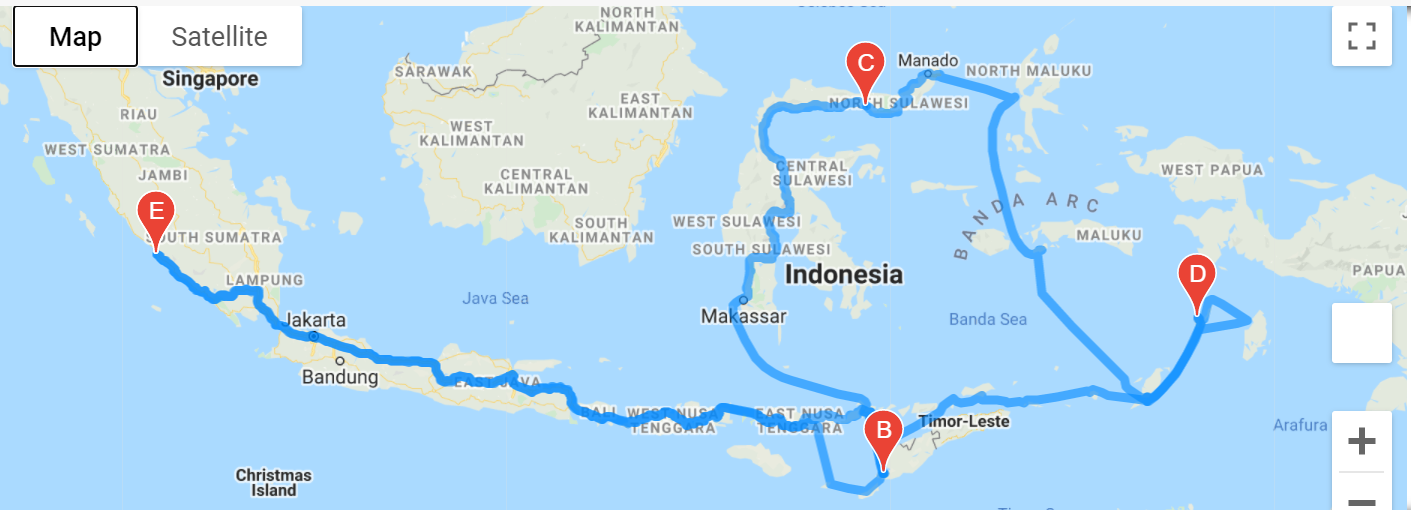 Map
Satellite
Singapore
RIAU
WEST SUMATRA
JAMBI
E
SOUTH SUMATRA
LAMPUNG
Jakarta
Bandung
Christmas
Island
SARAWAK
NORTH
KALIMANTAN
EAST
KALIMANTAN
WEST
KALIMANTAN
CENTRAL
KALIMANTAN
SOUTH
KALIMANTAN
Java Sea
EAST JAVA
BALI
WEST NUSA
TENGGARA
EAST NUSA
TENGGARA
B
Timor-Leste
C
Manado
NORTH MALUKU
NORTH SULAWESI
CENTRAL
SULAWESI
WEST SULAWESI
SOUTH SULAWESI
Indonesia
Makassar
BANDA ARC
WEST PAPUA
MALUKU
D
PAPUA
Banda Sea
Arafura